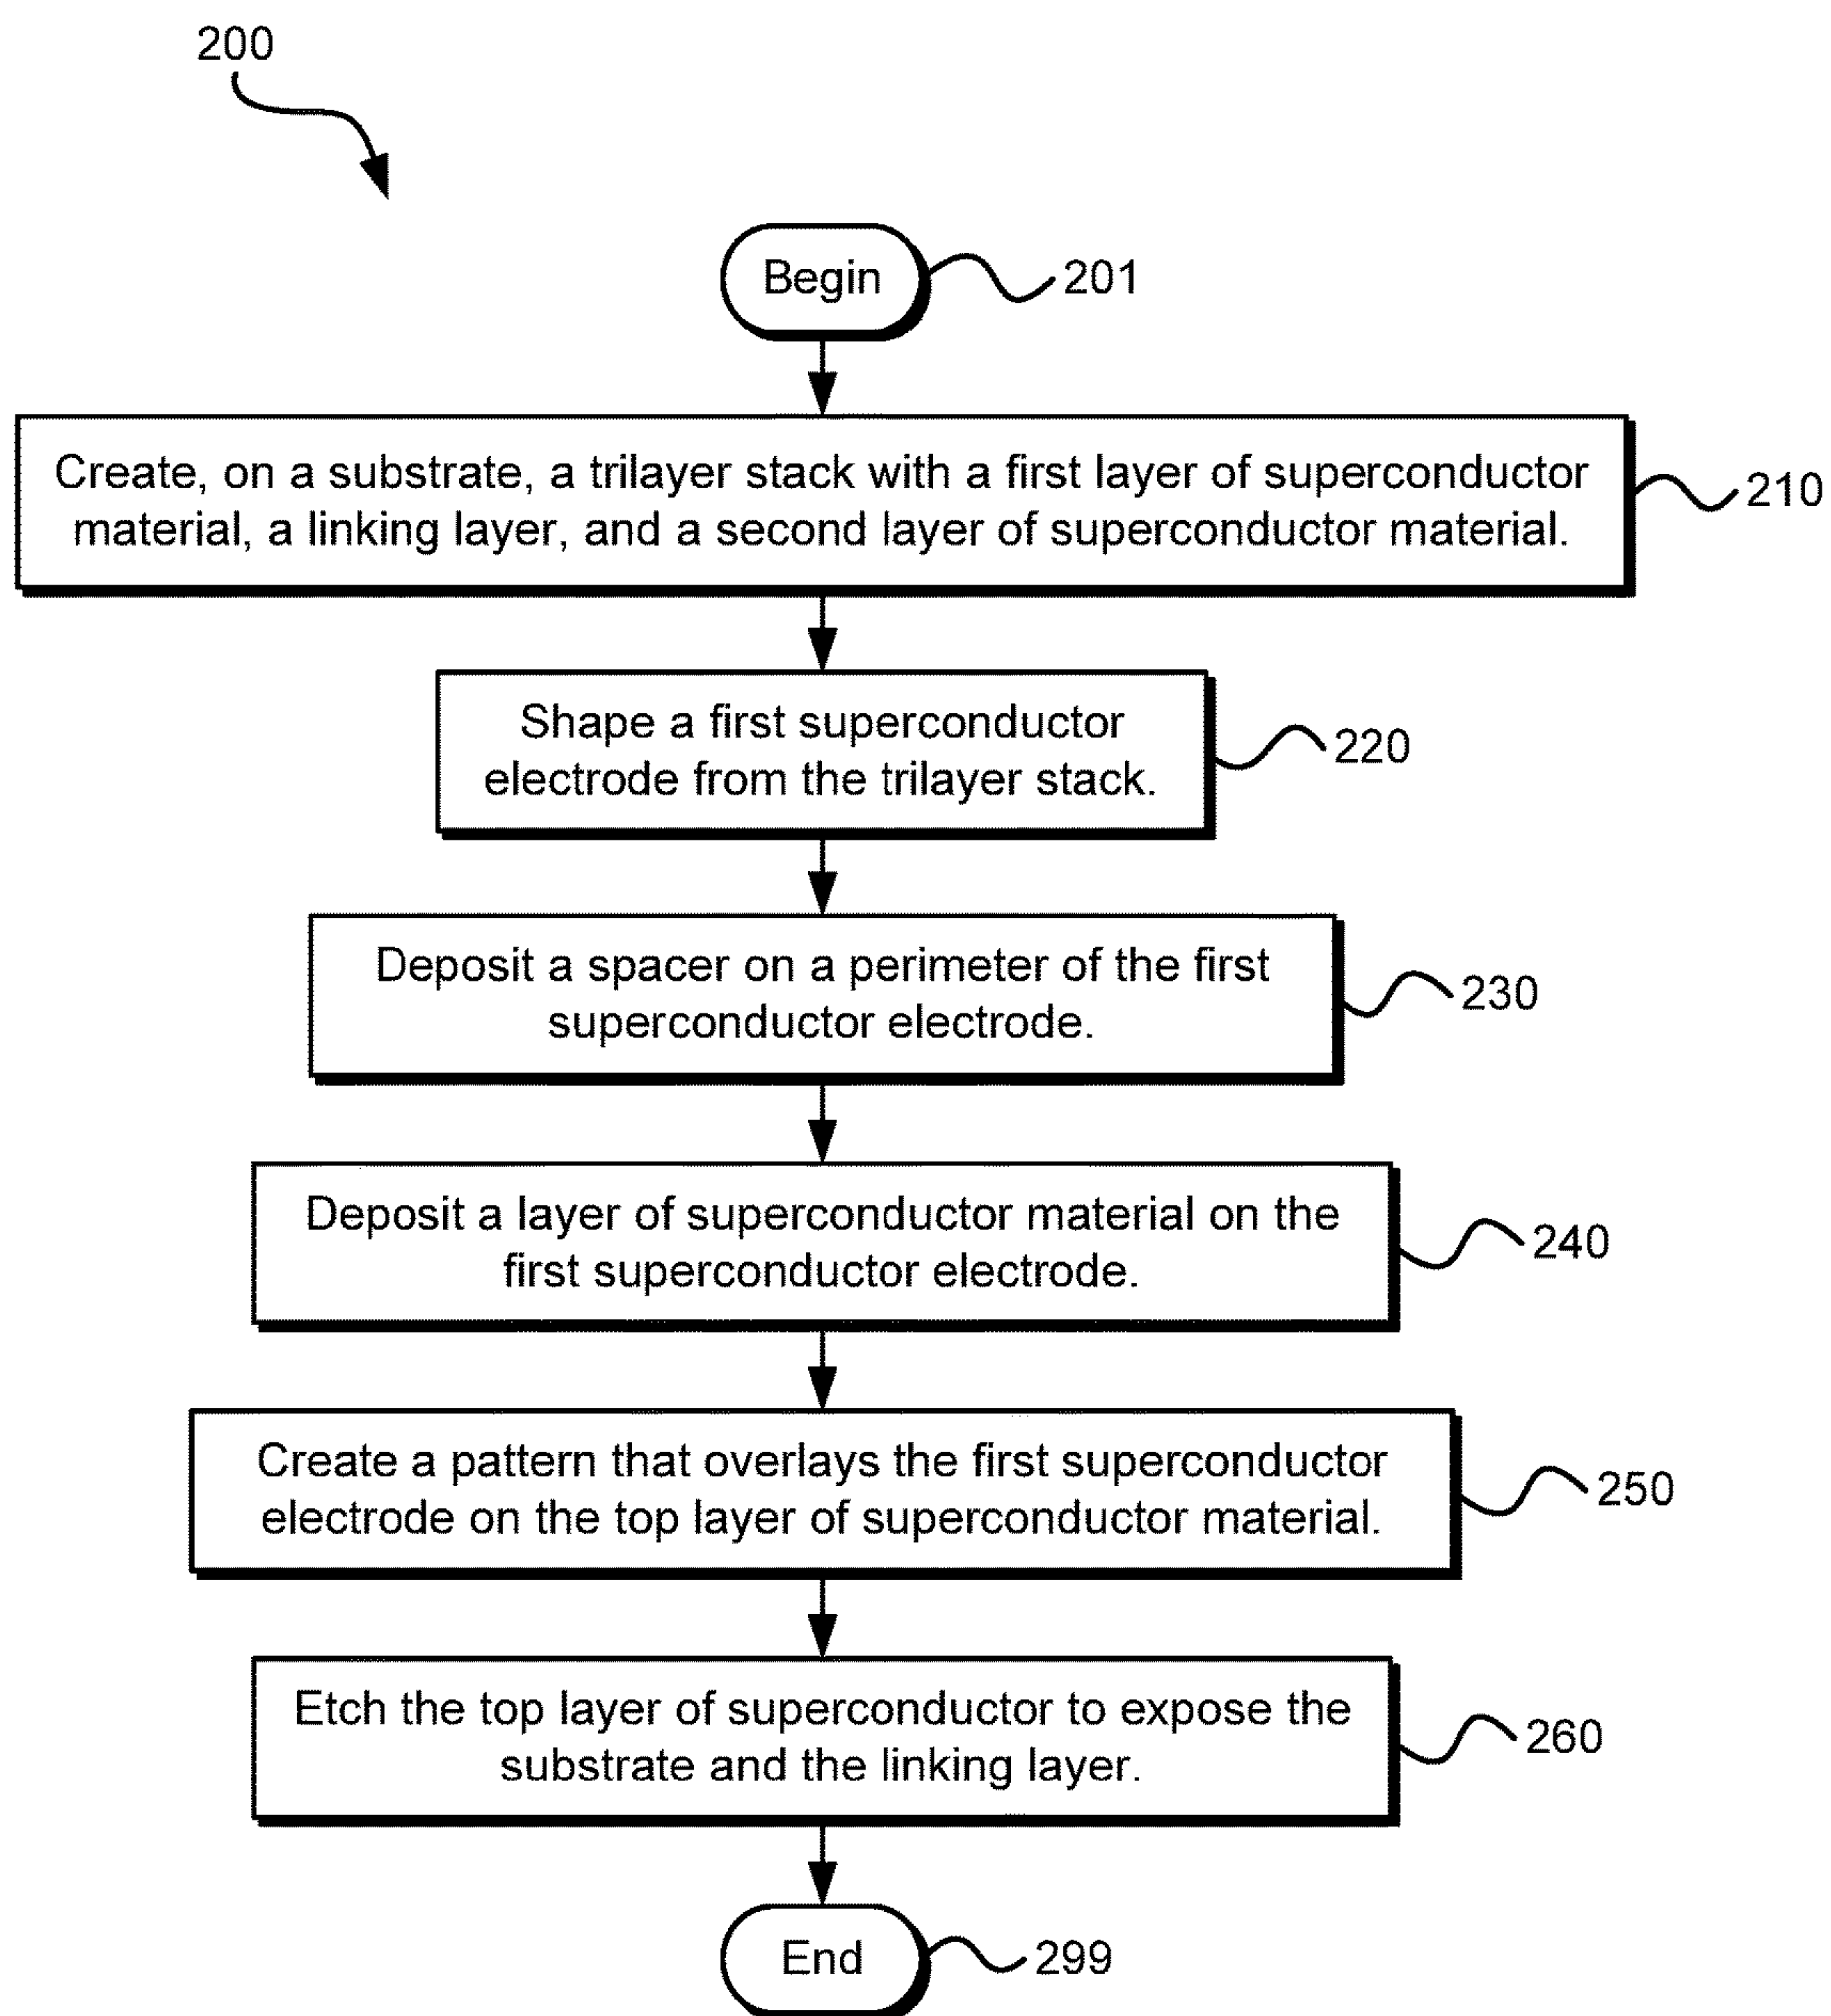 200
Begin
201
Create, on a substrate, a trilayer stack with a first layer of superconductor
material, a linking layer, and a second layer of superconductor material.
210
Shape a first superconductor
electrode from the trilayer stack.
220
Deposit a spacer on a perimeter of the first
superconductor electrode.
230
Deposit a layer of superconductor material on the
first superconductor electrode.
240
Create a pattern that overlays the first superconductor
electrode on the top layer of superconductor material.
250
Etch the top layer of superconductor to expose the
substrate and the linking layer.
260
End
299